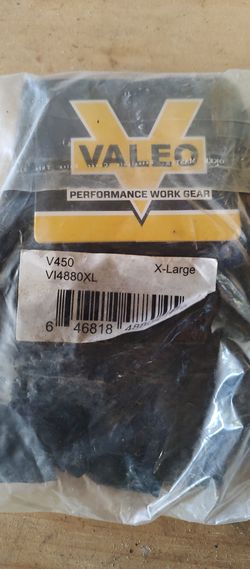 VALEO
PERFORMANCE WORK GEAR
V450
VI4880XL X-Large
6 46818